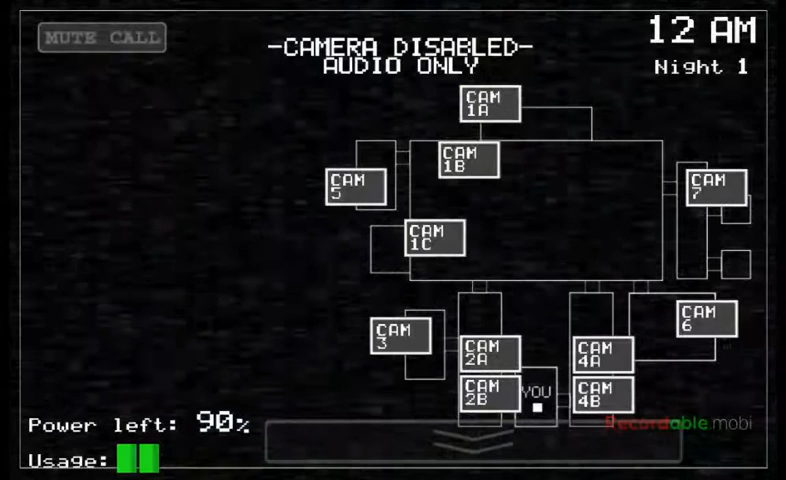 MUTE CALL
-CAMERA DISABLED-
AUDIO ONLY
12 AM
Night 1
CAM
1A
CAM
1B
CAM
5
CAM
7
CAM
1C
CAM
6
CAM
3
CAM
2A
CAM
4A
CAM
2B
YOU
CAM
4B
Power left: 90%
Recordable.mobi
Usage: